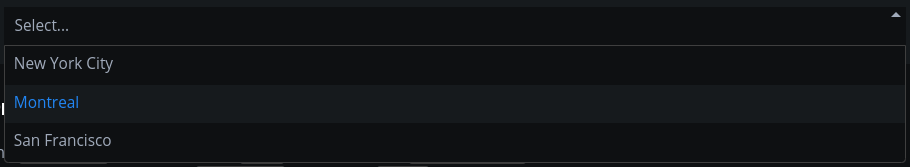 Select...
New York City
Montreal
San Francisco